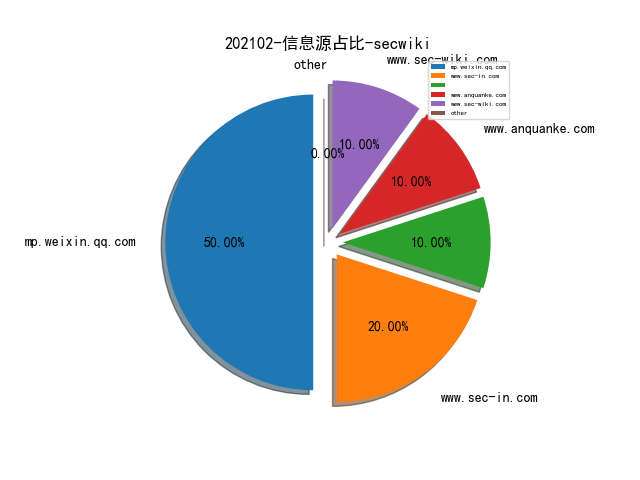 202102-信息源占比-secwiki
other
www.sec-wiki.com
mp.weixin.qq.com
www.sec-in.com
www.anquanke.com
www.sec-wiki.com
other
www.anquanke.com
10.00%
0.00%
10.00%
mp.weixin.qq.com
50.00%
10.00%
20.00%
www.sec-in.com